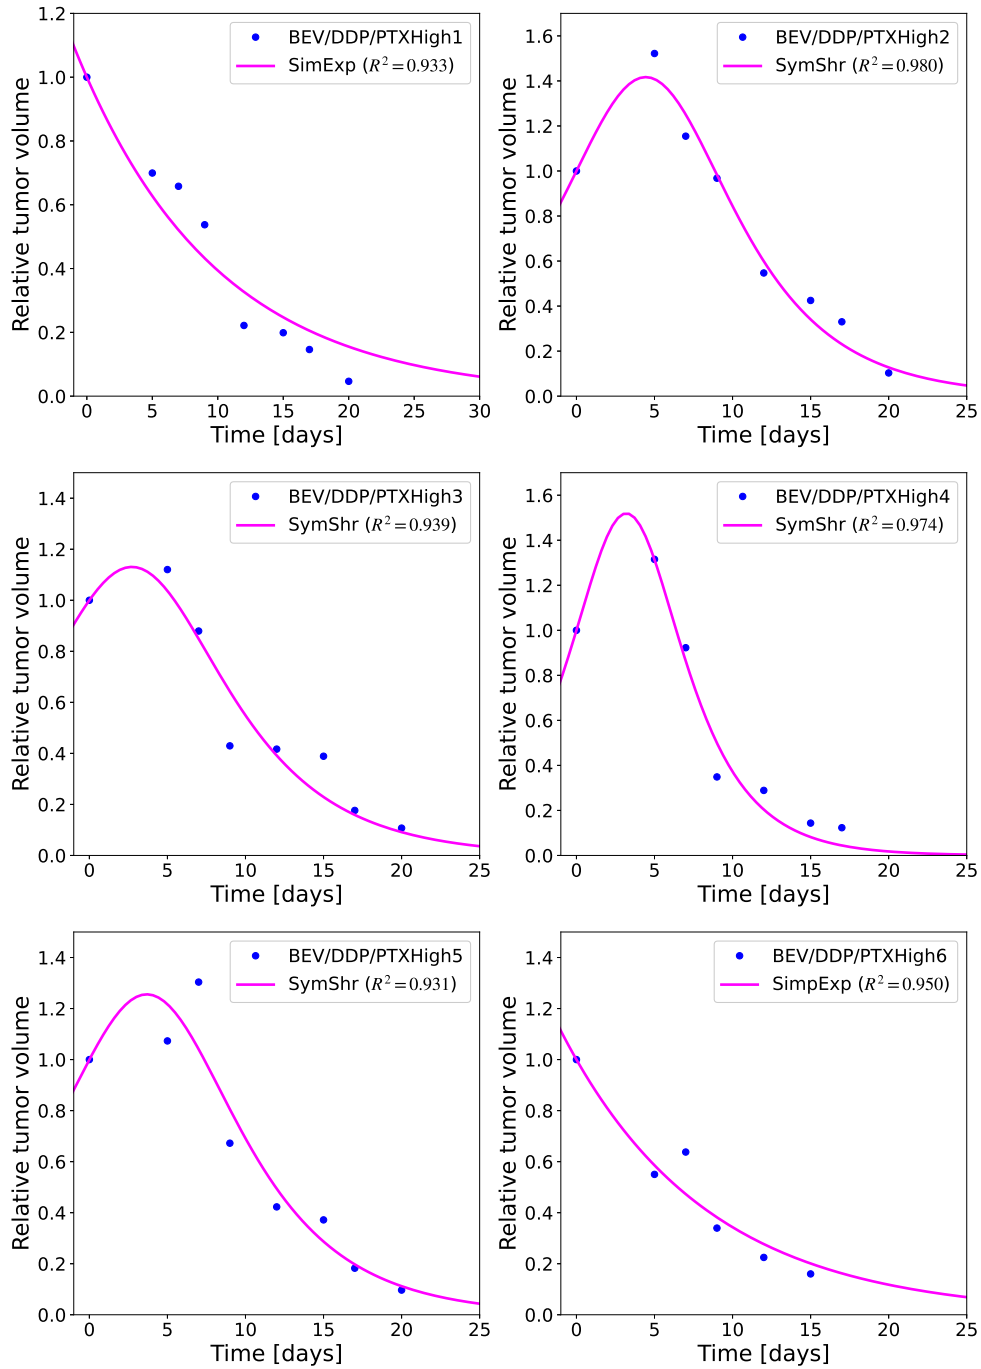 BEV/DDP/PTXHigh1
SimExp (R² = 0.933)
Relative tumor volume
1.2
1.0
0.8
0.6
0.4
0.2
0.0
0 5 10 15 20 25 30
Time [days]
BEV/DDP/PTXHigh2
SymShr (R² = 0.980)
Relative tumor volume
1.6
1.4
1.2
1.0
0.8
0.6
0.4
0.2
0.0
0 5 10 15 20 25
Time [days]
BEV/DDP/PTXHigh3
SymShr (R² = 0.939)
Relative tumor volume
1.4
1.2
1.0
0.8
0.6
0.4
0.2
0.0
0 5 10 15 20 25
Time [days]
BEV/DDP/PTXHigh4
SymShr (R² = 0.974)
Relative tumor volume
1.6
1.4
1.2
1.0
0.8
0.6
0.4
0.2
0.0
0 5 10 15 20 25
Time [days]
BEV/DDP/PTXHigh5
SymShr (R² = 0.931)
Relative tumor volume
1.4
1.2
1.0
0.8
0.6
0.4
0.2
0.0
0 5 10 15 20 25
Time [days]
BEV/DDP/PTXHigh6
SimpExp (R² = 0.950)
Relative tumor volume
1.4
1.2
1.0
0.8
0.6
0.4
0.2
0.0
0 5 10 15 20 25
Time [days]